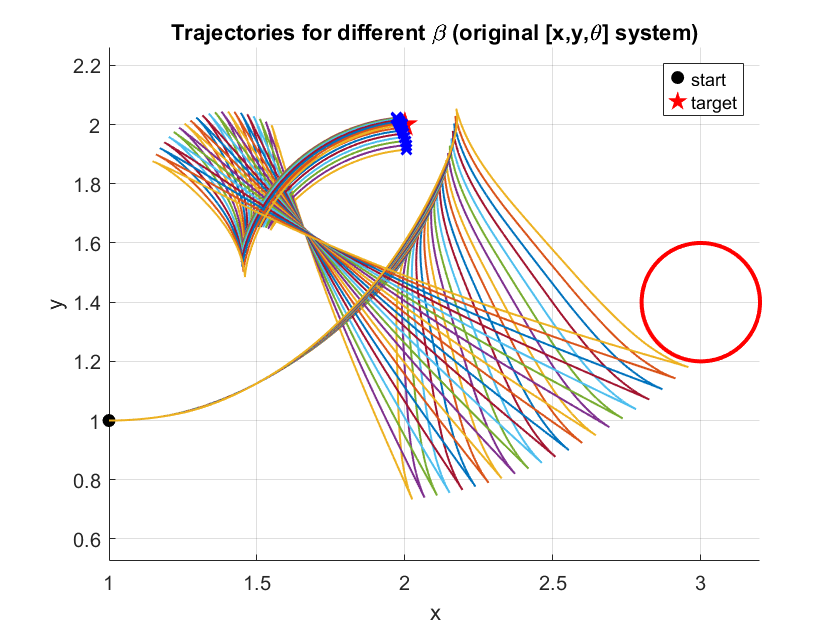 Trajectories for different β (original [x,y,θ] system)
start
target
2.2
2
1.8
1.6
1.4
1.2
1
0.8
0.6
y
1
1.5
2
2.5
3
x